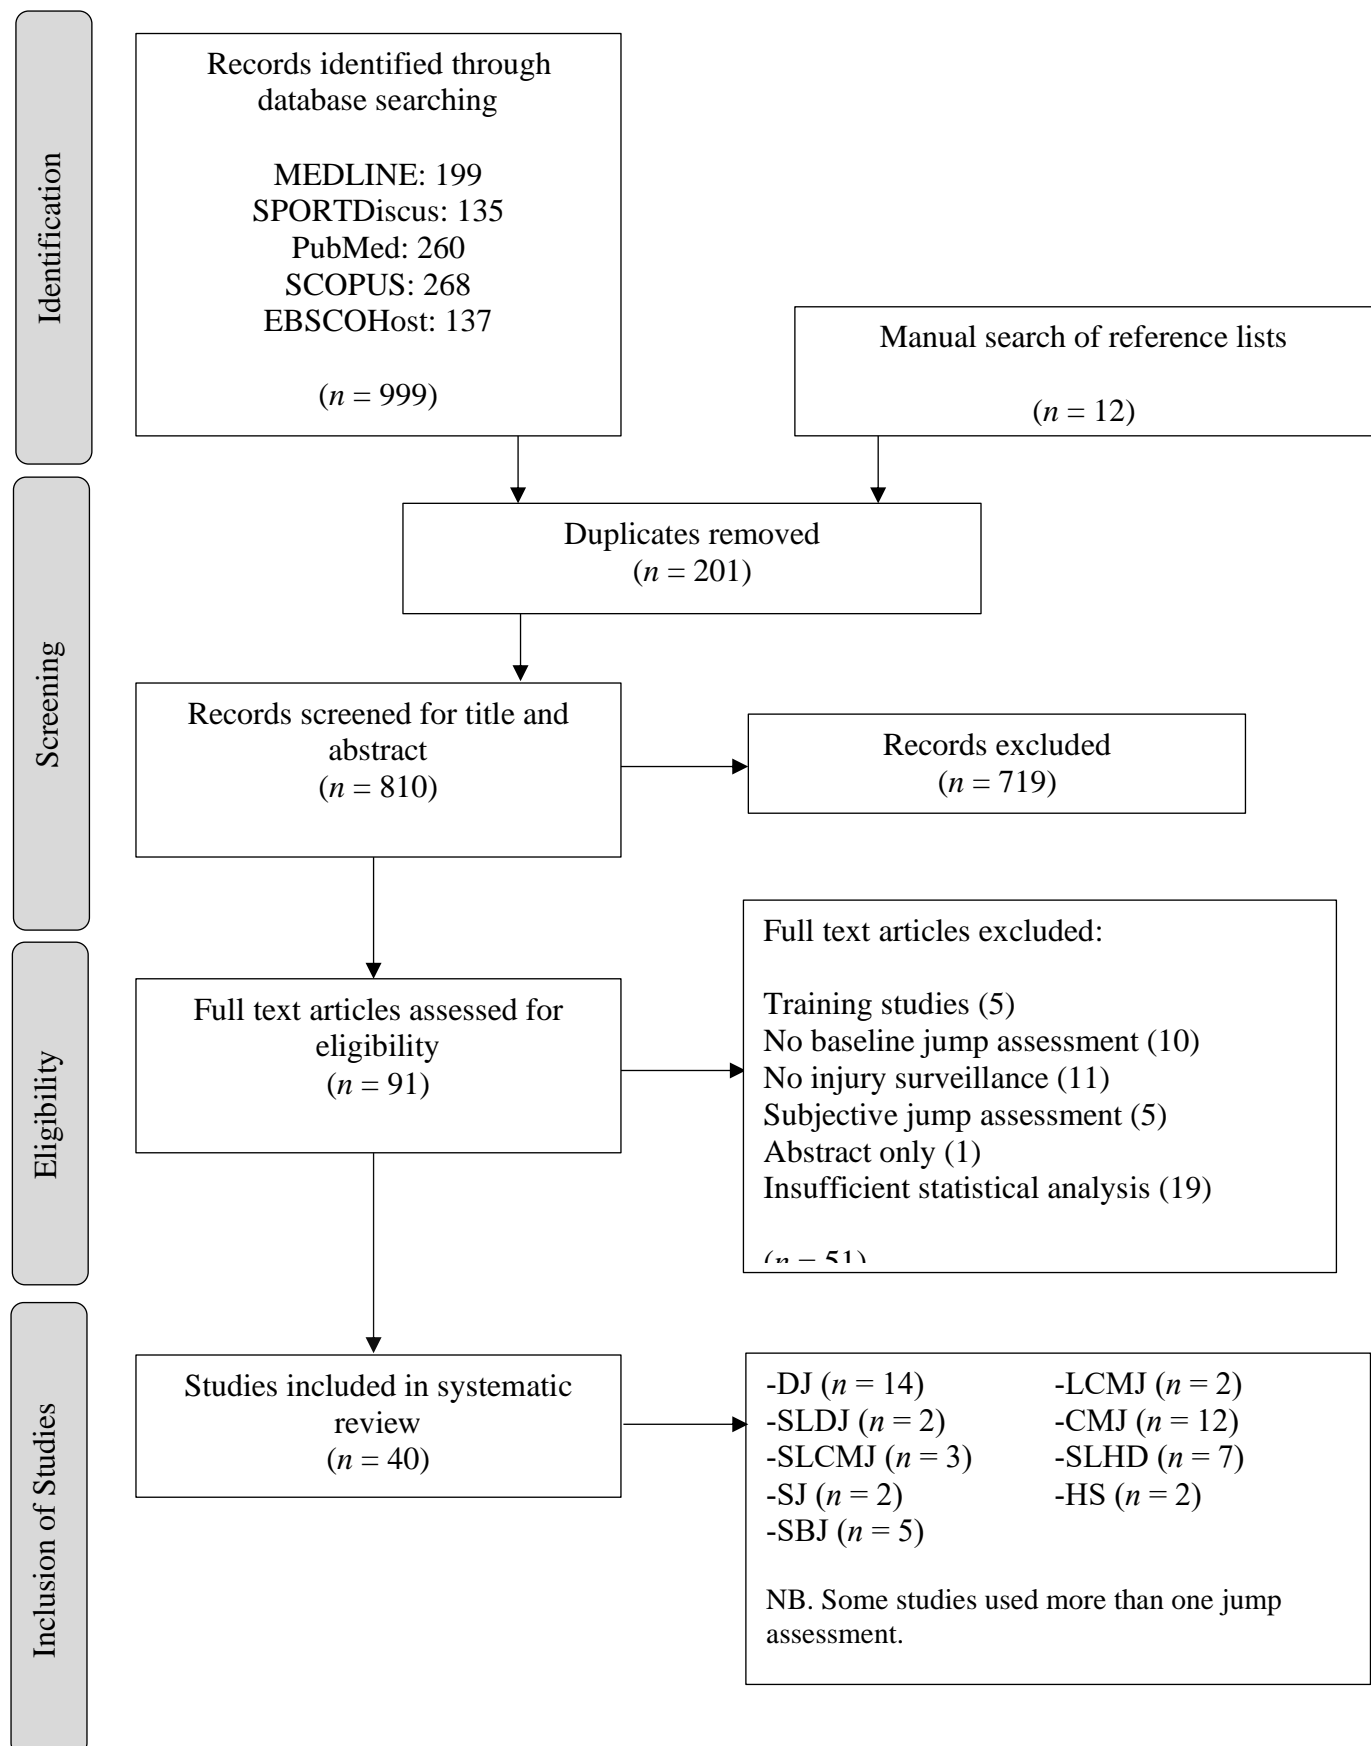 Identification
Records identified through
database searching
MEDLINE: 199
SPORTDiscus: 135
PubMed: 260
SCOPUS: 268
EBSCOHost: 137
(n = 999)
Manual search of reference lists
(n = 12)
Screening
Duplicates removed
(n = 201)
Records screened for title and
abstract
(n = 810)
Records excluded
(n = 719)
Eligibility
Full text articles assessed for
eligibility
(n = 91)
Full text articles excluded:
Training studies (5)
No baseline jump assessment (10)
No injury surveillance (11)
Subjective jump assessment (5)
Abstract only (1)
Insufficient statistical analysis (19)
(n = 51)
Inclusion of Studies
Studies included in systematic
review
(n = 40)
-DJ (n = 14)
-SLDJ (n = 2)
-SLCMJ (n = 3)
-SJ (n = 2)
-SBJ (n = 5)
-LCMJ (n = 2)
-CMJ (n = 12)
-SLHD (n = 7)
-HS (n = 2)
NB. Some studies used more than one jump
assessment.